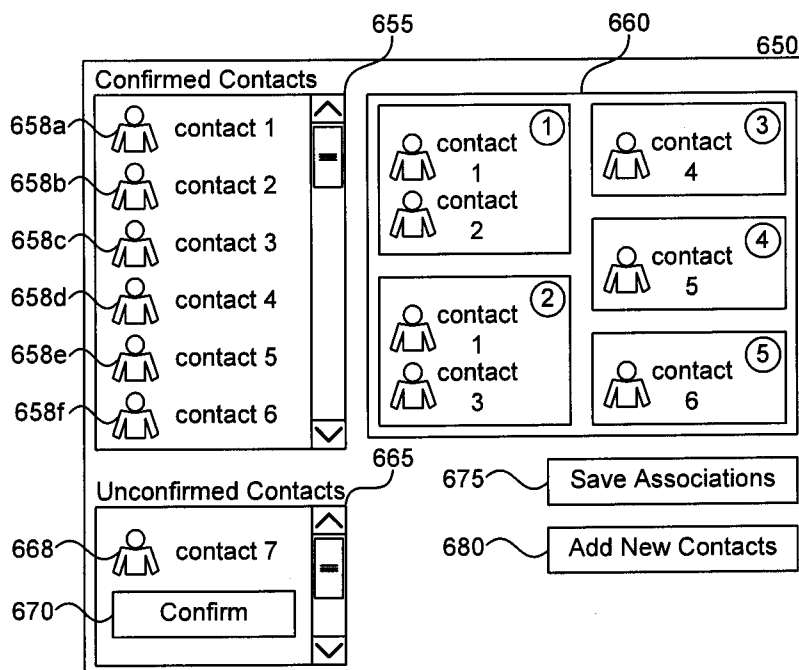 655
660
650
Confirmed Contacts
658a
contact 1
658b
contact 2
658c
contact 3
658d
contact 4
658e
contact 5
658f
contact 6
1
contact
1
contact
2
2
contact
1
contact
3
3
contact
4
4
contact
5
5
contact
6
665
Unconfirmed Contacts
668
contact 7
670
Confirm
675
Save Associations
680
Add New Contacts